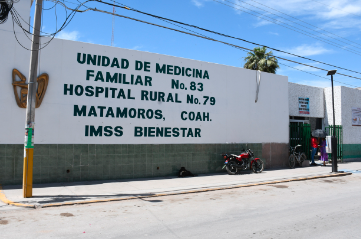 UNIDAD DE MEDICINA
FAMILIAR No. 83
HOSPITAL RURAL No. 79
MATAMOROS, COAH.
IMSS BIENESTAR